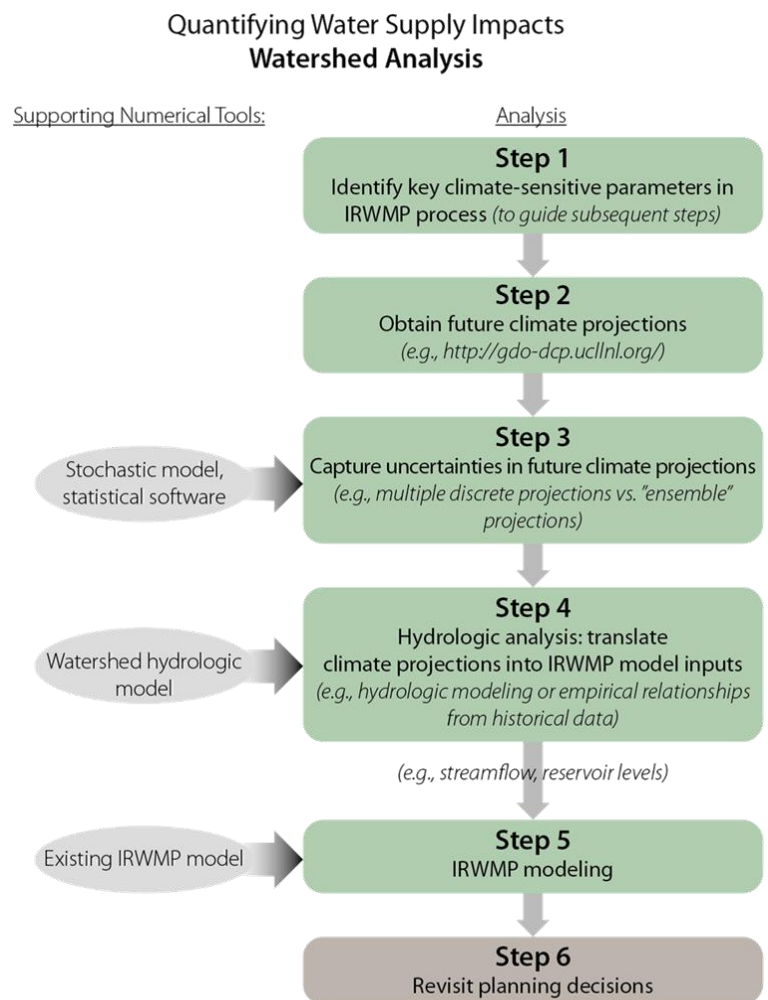 Quantifying Water Supply Impacts
Watershed Analysis
Supporting Numerical Tools:
Analysis
Step 1
Identify key climate-sensitive parameters in
IRWMP process (to guide subsequent steps)
Step 2
Obtain future climate projections
(e.g., http://gdo-dcp.ucllnl.org/)
Stochastic model,
statistical software
Step 3
Capture uncertainties in future climate projections
(e.g., multiple discrete projections vs. "ensemble"
projections)
Watershed hydrologic
model
Step 4
Hydrologic analysis: translate
climate projections into IRWMP model inputs
(e.g., hydrologic modeling or empirical relationships
from historical data)
(e.g., streamflow, reservoir levels)
Existing IRWMP model
Step 5
IRWMP modeling
Step 6
Revisit planning decisions